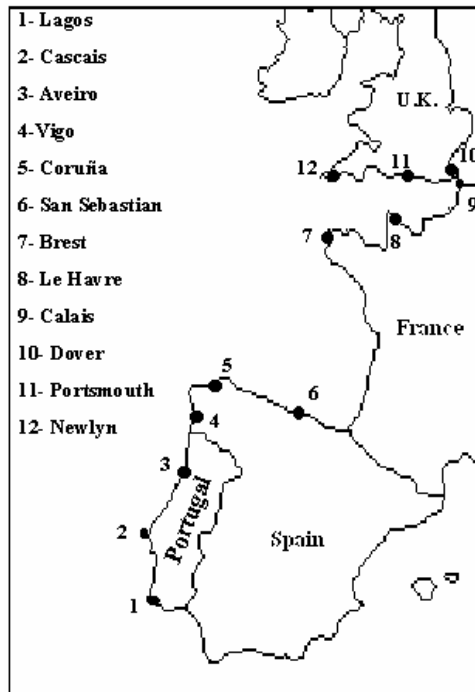 1- Lagos
2- Cascais
3- Aveiro
4-Vigo
5- Coruña
6- San Sebastian
7- Brest
8- Le Havre
9- Calais
10- Dover
11- Portsmouth
12- Newlyn
U.K.
12
11
10
9
8
7
France
5
6
4
3
Portugal
2
Spain
1